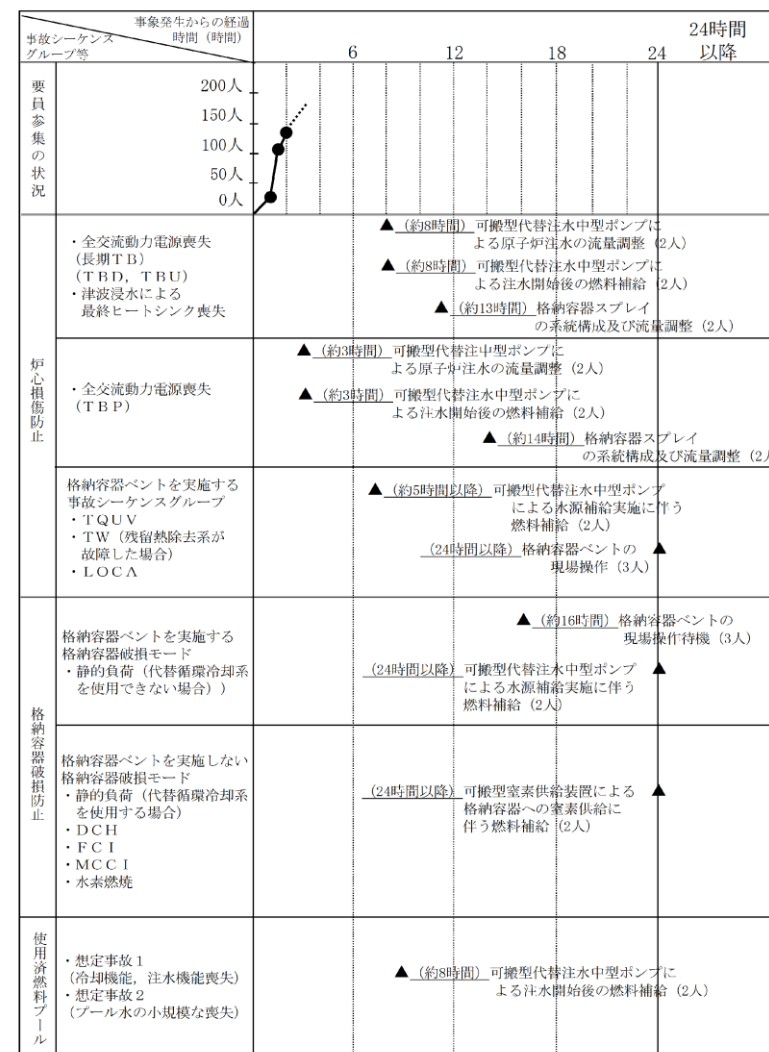 事象発生からの経過
時間（時間）
事故シーケンス
グループ等
6
12
18
24
24時間
以降
要員参集の状況
200人
150人
100人
50人
0人
炉心損傷防止
・全交流動力電源喪失
（長期ＴＢ）
（ＴＢＤ，ＴＢＵ）
・津波浸水による
最終ヒートシンク喪失
▲（約8時間）可搬型代替注水中型ポンプに
よる原子炉注水の流量調整（2人）
▲（約8時間）可搬型代替注水中型ポンプに
よる注水開始後の燃料補給（2人）
▲（約13時間）格納容器スプレイ
の系統構成及び流量調整（2人）
・全交流動力電源喪失
（ＴＢＰ）
▲（約3時間）可搬型代替注中型ポンプに
よる原子炉注水の流量調整（2人）
▲（約3時間）可搬型代替注水中型ポンプに
よる注水開始後の燃料補給（2人）
▲（約14時間）格納容器スプレイ
の系統構成及び流量調整（2人
格納容器ベントを実施する
事故シーケンスグループ
・ＴＱＵＶ
・ＴＷ（残留熱除去系が
故障した場合）
・ＬＯＣＡ
▲（約5時間以降）可搬型代替注水中型ポンプ
による水源補給実施に伴う
燃料補給（2人）
（24時間以降）格納容器ベントの ▲
現場操作（3人）
格納容器破損防止
格納容器ベントを実施する
格納容器破損モード
・静的負荷（代替循環冷却系
を使用できない場合））
▲（約16時間）格納容器ベントの
現場操作待機（3人）
（24時間以降）可搬型代替注水中型ポンプ ▲
による水源補給実施に伴う
燃料補給（2人）
格納容器ベントを実施しない
格納容器破損モード
・静的負荷（代替循環冷却系
を使用する場合）
・ＤＣＨ
・ＦＣＩ
・ＭＣＣＩ
・水素燃焼
（24時間以降）可搬型窒素供給装置による ▲
格納容器への窒素供給に
伴う燃料補給（2人）
使用済燃料プール
・想定事故１
（冷却機能，注水機能喪失）
・想定事故２
（プール水の小規模な喪失）
▲（約8時間）可搬型代替注水中型ポンプに
よる注水開始後の燃料補給（2人）